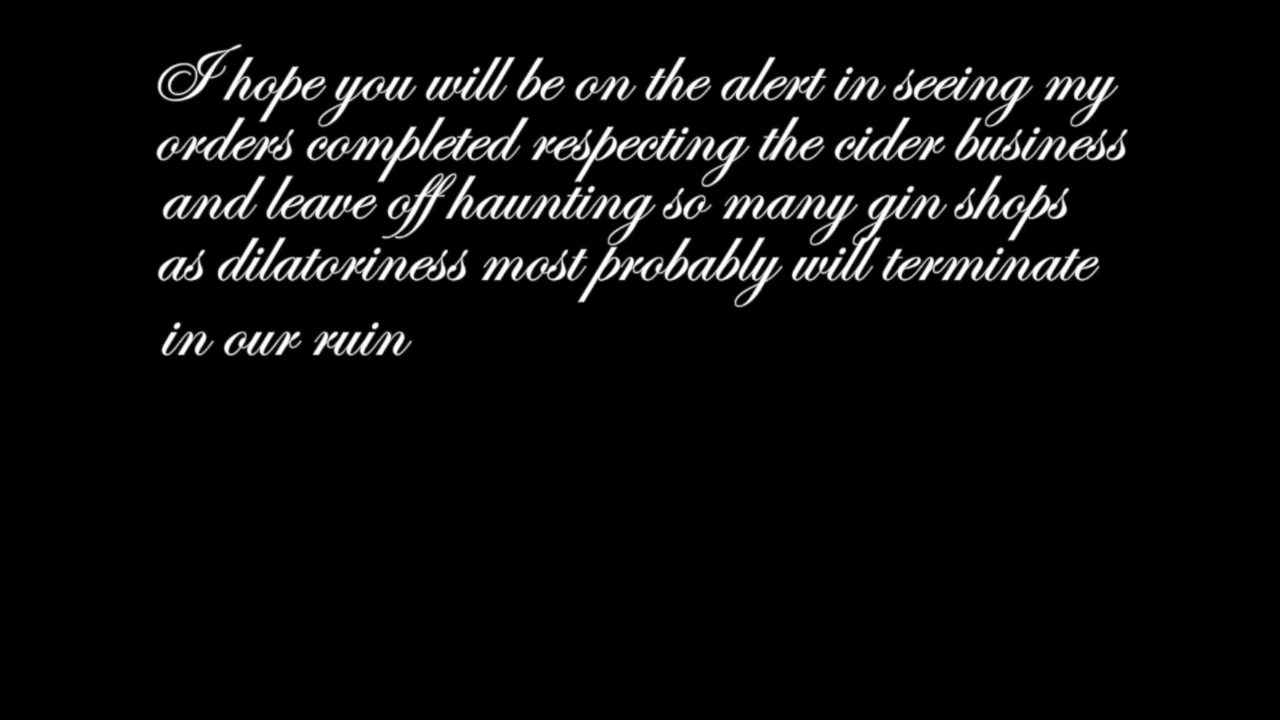 I hope you will be on the alert in seeing my
orders completed respecting the cider business
and leave off haunting so many gin shops
as dilatoriness most probably will terminate
in our ruin